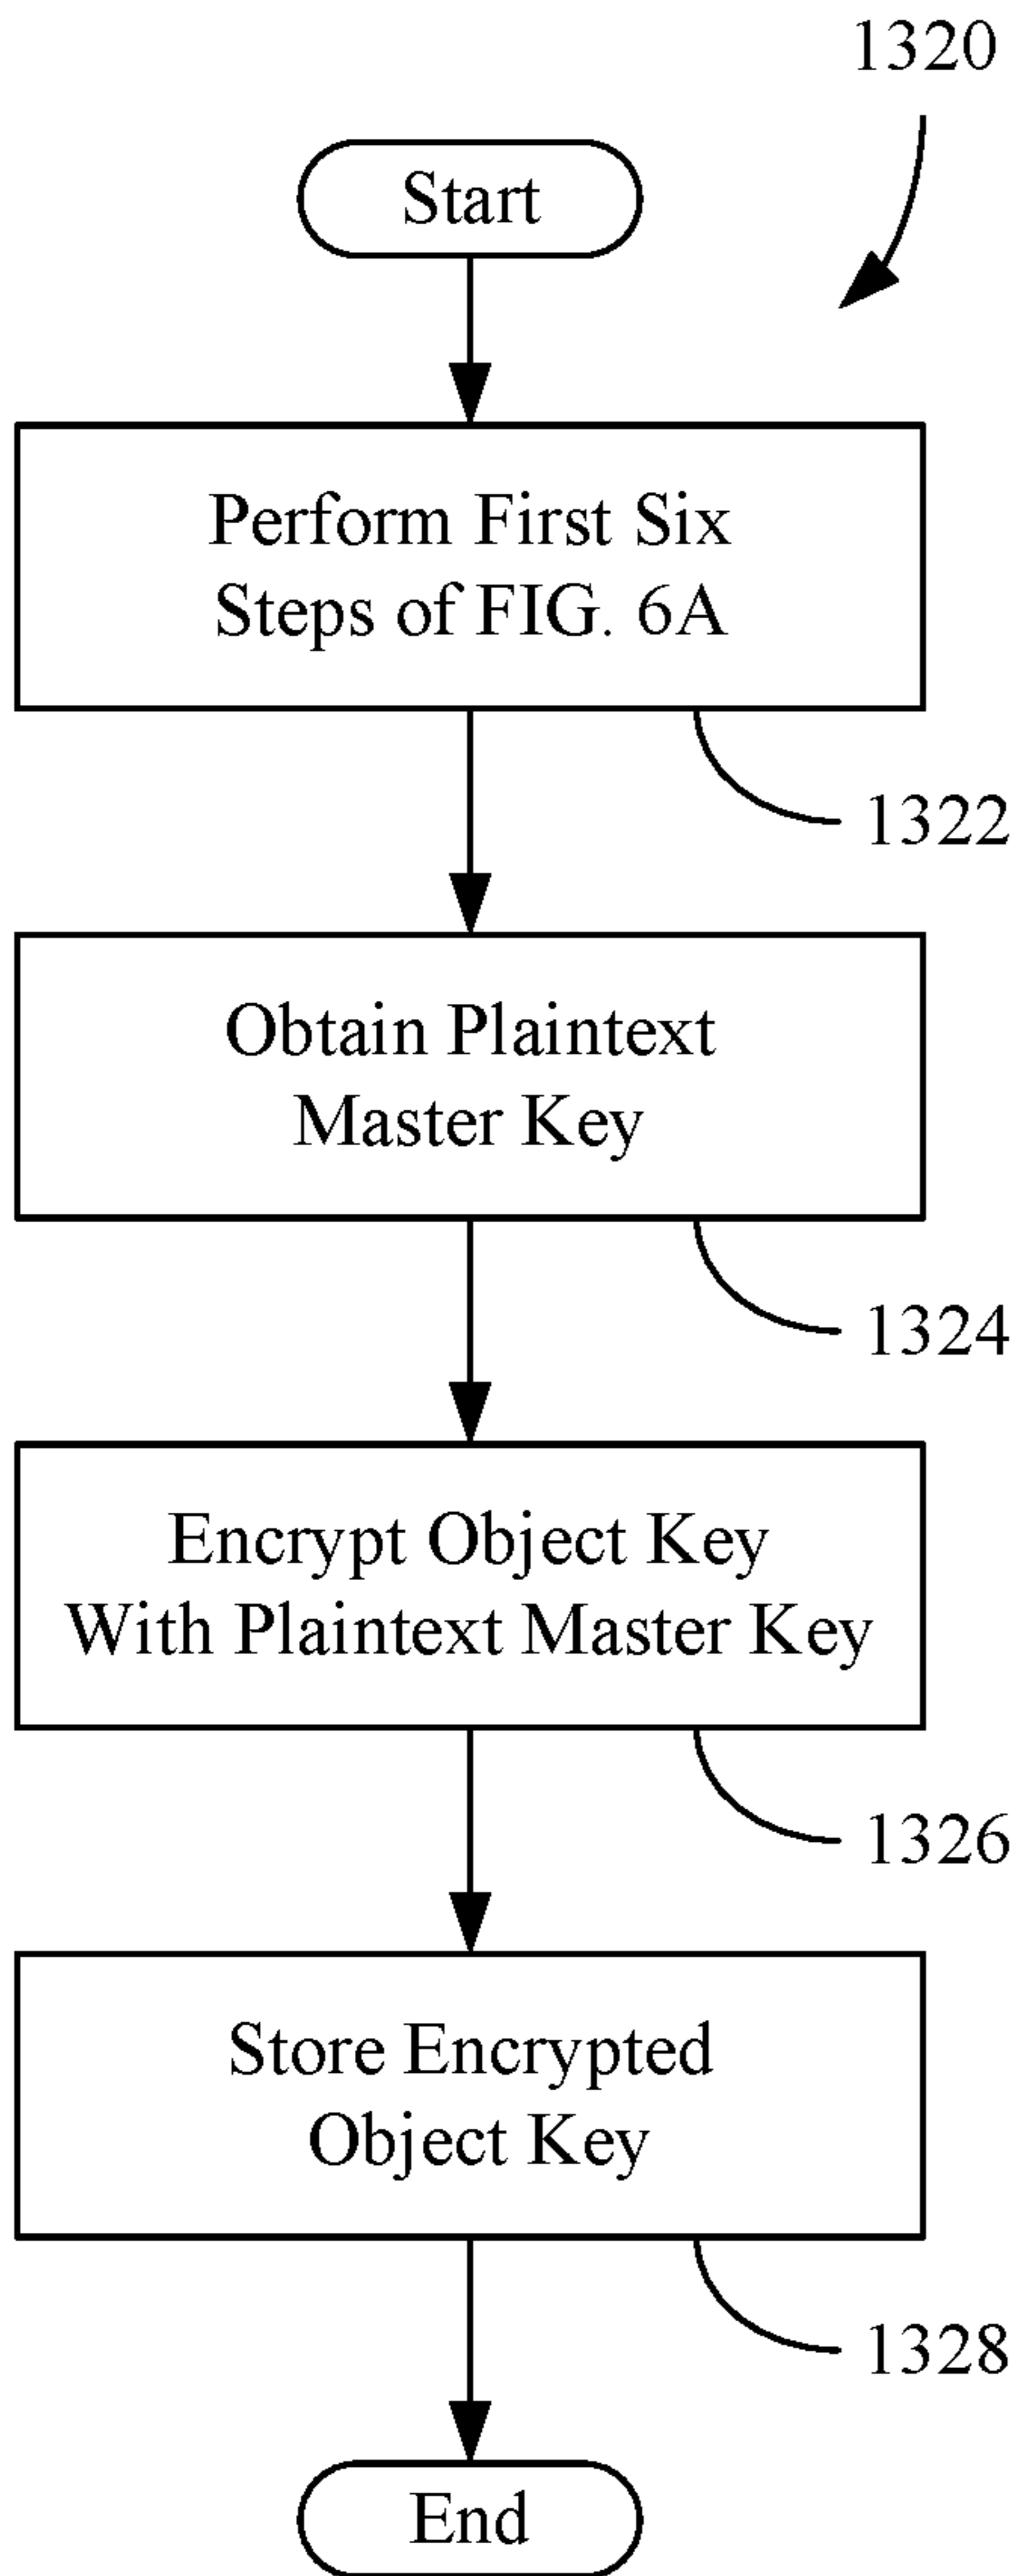 1320
Start
Perform First Six
Steps of FIG. 6A
1322
Obtain Plaintext
Master Key
1324
Encrypt Object Key
With Plaintext Master Key
1326
Store Encrypted
Object Key
1328
End